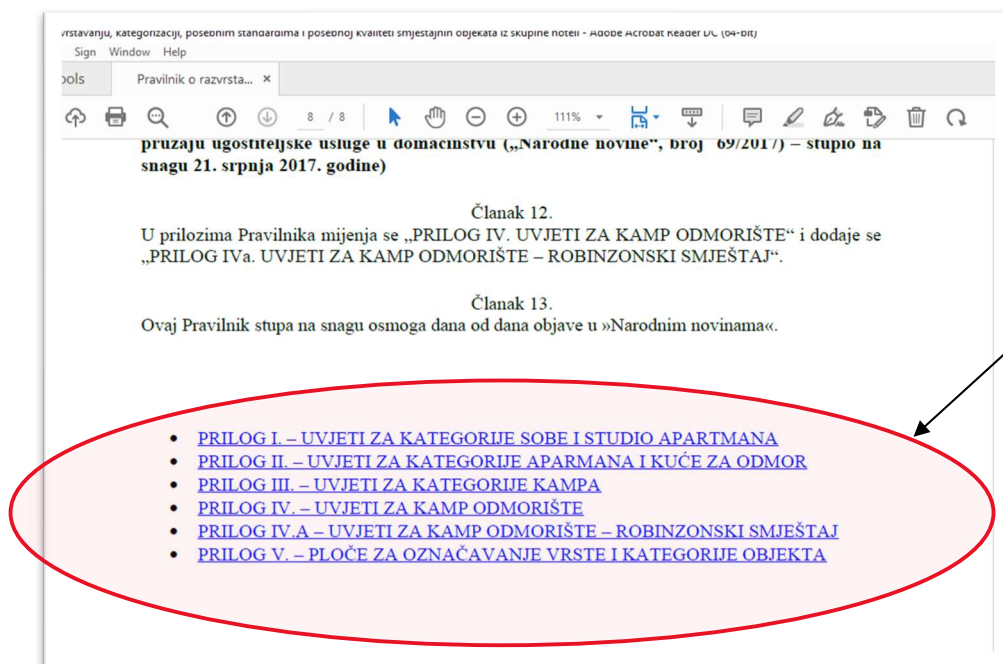 vrstavanju, kategorizaciji, posebnim standardima i posebnoj kvaliteti smještajnih objekata iz skupine hoteli - Adobe Acrobat Reader DC (64-bit)
Sign Window Help
ools Pravilnik o razvrsta... ×
8 / 8 111%
pružaju ugostiteljske usluge u domaćinstvu („Narodne novine“, broj 69/2017) – stupio na
snagu 21. srpnja 2017. godine)
Članak 12.
U prilozima Pravilnika mijenja se „PRILOG IV. UVJETI ZA KAMP ODMORIŠTE“ i dodaje se
„PRILOG IVa. UVJETI ZA KAMP ODMORIŠTE – ROBINZONSKI SMJEŠTAJ“.
Članak 13.
Ovaj Pravilnik stupa na snagu osmoga dana od dana objave u »Narodnim novinama«.
• PRILOG I. – UVJETI ZA KATEGORIJE SOBE I STUDIO APARTMANA
• PRILOG II. – UVJETI ZA KATEGORIJE APARMANA I KUĆE ZA ODMOR
• PRILOG III. – UVJETI ZA KATEGORIJE KAMPA
• PRILOG IV. – UVJETI ZA KAMP ODMORIŠTE
• PRILOG IV.A – UVJETI ZA KAMP ODMORIŠTE – ROBINZONSKI SMJEŠTAJ
• PRILOG V. – PLOČE ZA OZNAČAVANJE VRSTE I KATEGORIJE OBJEKTA